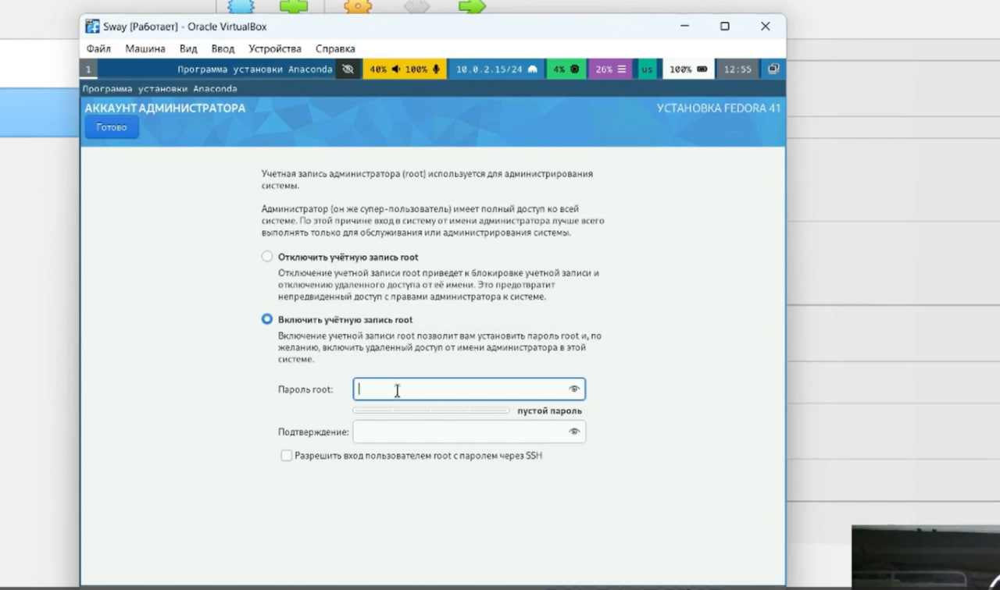 Sway [Работает] - Oracle VirtualBox
Файл Машина Вид Ввод Устройства Справка
1 Программа установки Anaconda 40% 100% 10.0.2.15/24 4% 26% us 100% 12:55
Программа установки Anaconda
АККАУНТ АДМИНИСТРАТОРА УСТАНОВКА FEDORA 41
Готово
Учетная запись администратора (root) используется для администрирования
системы.
Администратор (он же супер-пользователь) имеет полный доступ ко всей
системе. По этой причине вход в систему от имени администратора лучше всего
выполнять только для обслуживания или администрирования системы.
Отключить учётную запись root
Отключение учетной записи root приведет к блокировке учетной записи и
отключению удаленного доступа от её имени. Это предотвратит
непредвиденный доступ с правами администратора к системе.
Включить учётную запись root
Включение учетной записи root позволит вам установить пароль root и, по
желанию, включить удаленный доступ от имени администратора в этой
системе.
Пароль root:
пустой пароль
Подтверждение:
Разрешить вход пользователем root с паролем через SSH